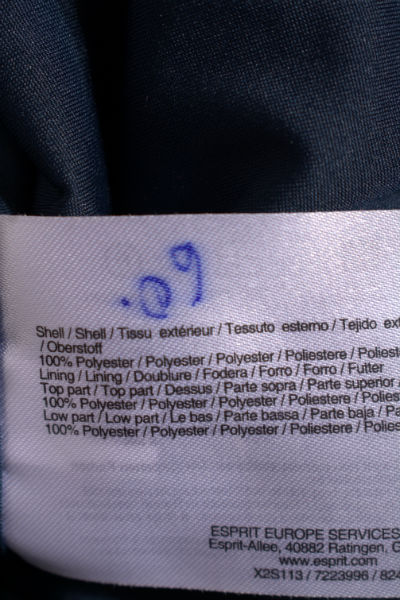 Shell / Shell / Tissu extérieur / Tessuto esterno / Tejido ext
/ Oberstoff
100% Polyester / Polyester / Polyester / Poliestere / Poliest
Lining / Lining / Doublure / Fodera / Forro / Forro / Futter
Top part / Top part / Dessus / Parte sopra / Parte superior /
100% Polyester / Polyester / Polyester / Poliestere / Polies
Low part / Low part / Le bas / Parte bassa / Parte baja / Pa
100% Polyester / Polyester / Polyester / Poliestere / Polies
ESPRIT EUROPE SERVICES
Esprit-Allee, 40882 Ratingen, G
www.esprit.com
X2S113 / 7223996 / 824